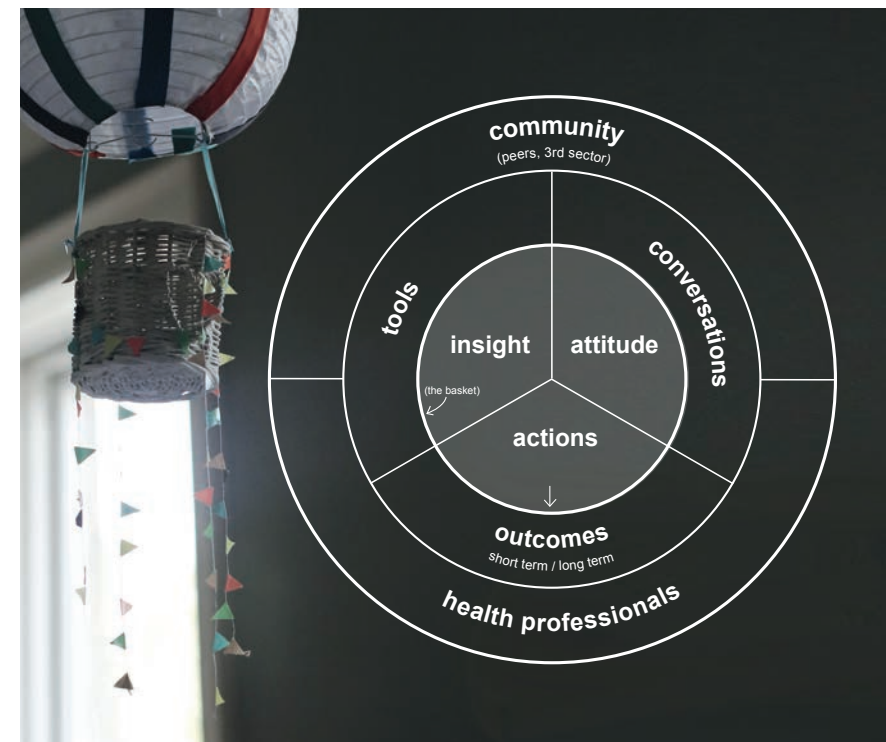 community
(peers, 3rd sector)
conversations
tools
insight
attitude
(the basket)
actions
outcomes
short term / long term
health professionals